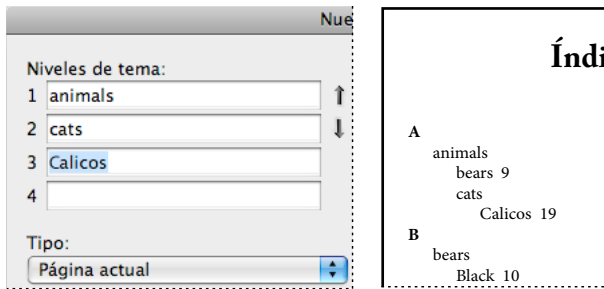 Nue
Niveles de tema:
1 animals
2 cats
3 Calicos
4
Tipo:
Página actual
Índi
A
animals
bears 9
cats
Calicos 19
B
bears
Black 10